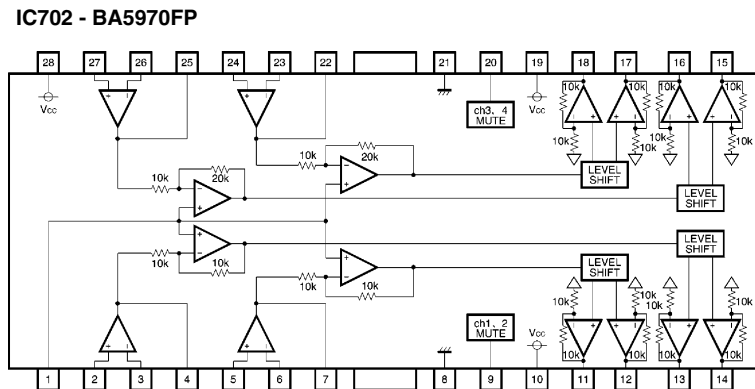 IC702 - BA5970FP
28 27 26 25 24 23 22 21 20 19 18 17 16 15
Vcc
ch3、4
MUTE
Vcc
+ − + − 10k 10k 10k 10k
− + + − − + + −
10k 10k 10k 10k
10k 20k −
+
LEVEL
SHIFT
10k 20k −
+
LEVEL
SHIFT
+
−
10k 10k
LEVEL
SHIFT
+
−
10k 10k
LEVEL
SHIFT
10k 10k 10k 10k
ch1、2
MUTE
Vcc
− + + − − + + −
+ − + − 10k 10k 10k 10k
1 2 3 4 5 6 7 8 9 10 11 12 13 14